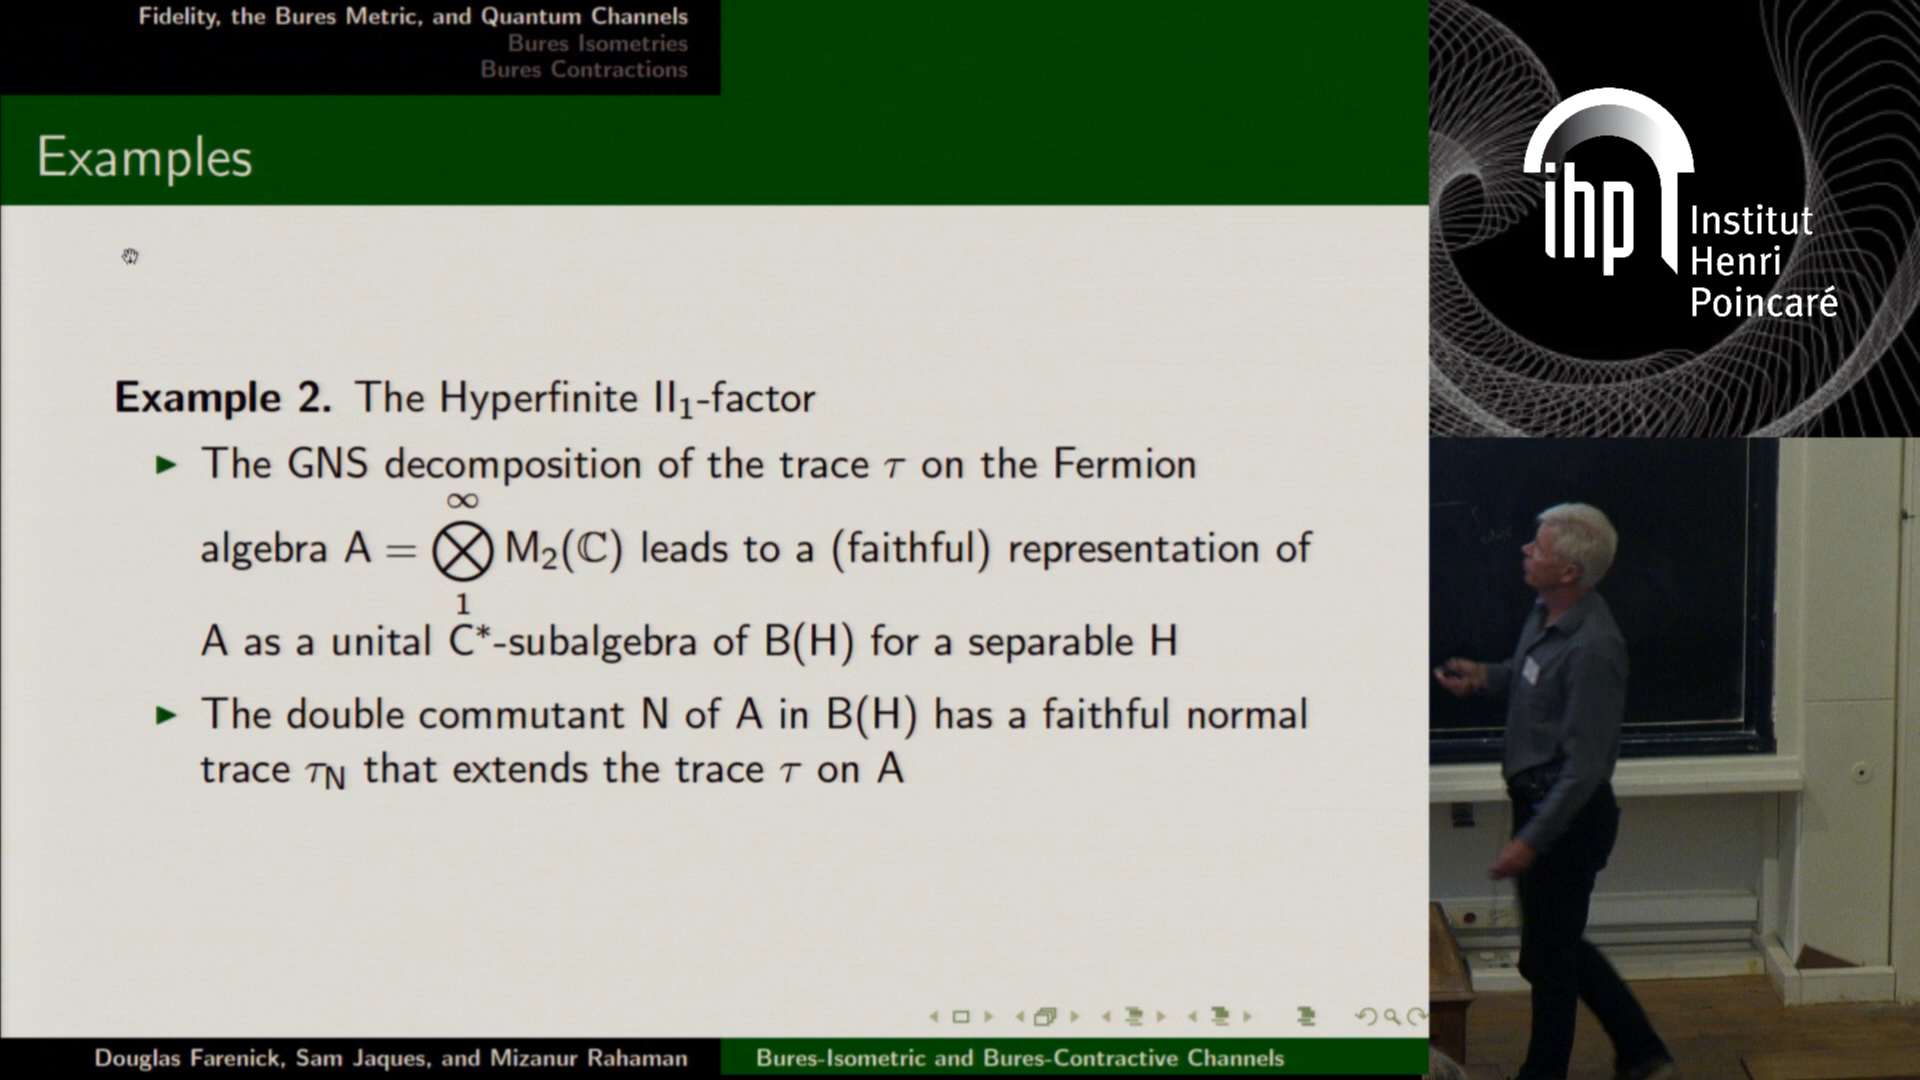 Fidelity, the Bures Metric, and Quantum Channels
Bures Isometries
Bures Contractions
Examples
Example 2. The Hyperfinite II₁-factor
► The GNS decomposition of the trace τ on the Fermion
algebra A = ⨂₁^∞ M₂(ℂ) leads to a (faithful) representation of
A as a unital C*-subalgebra of B(H) for a separable H
► The double commutant N of A in B(H) has a faithful normal
trace τ_N that extends the trace τ on A
Douglas Farenick, Sam Jaques, and Mizanur Rahaman
Bures-Isometric and Bures-Contractive Channels
ihp
Institut
Henri
Poincaré